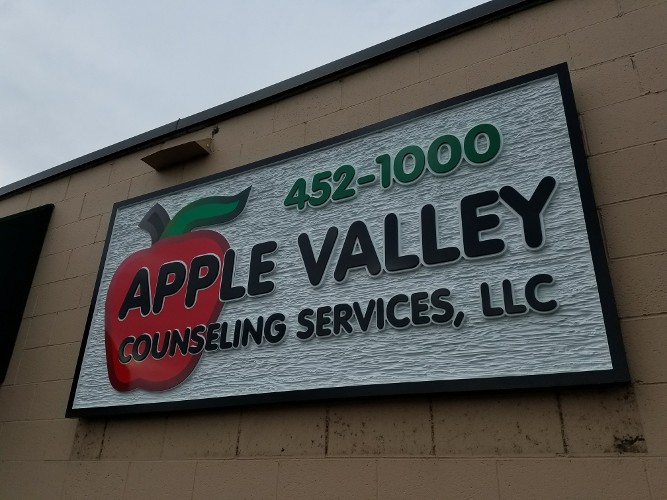 452-1000
APPLE VALLEY
COUNSELING SERVICES, LLC